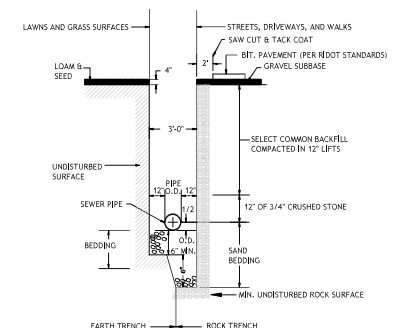 LAWNS AND GRASS SURFACES
STREETS, DRIVEWAYS, AND WALKS
SAW CUT & TACK COAT
2'
BIT. PAVEMENT (PER RIDOT STANDARDS)
GRAVEL SUBBASE
LOAM &
SEED
4"
3'-0"
SELECT COMMON BACKFILL
COMPACTED IN 12" LIFTS
UNDISTURBED
SURFACE
PIPE
12" O.D. 12"
SEWER PIPE
1/2
12" OF 3/4" CRUSHED STONE
O.D.
BEDDING
6" MIN.
SAND
BEDDING
6"
MIN. UNDISTURBED ROCK SURFACE
EARTH TRENCH
ROCK TRENCH